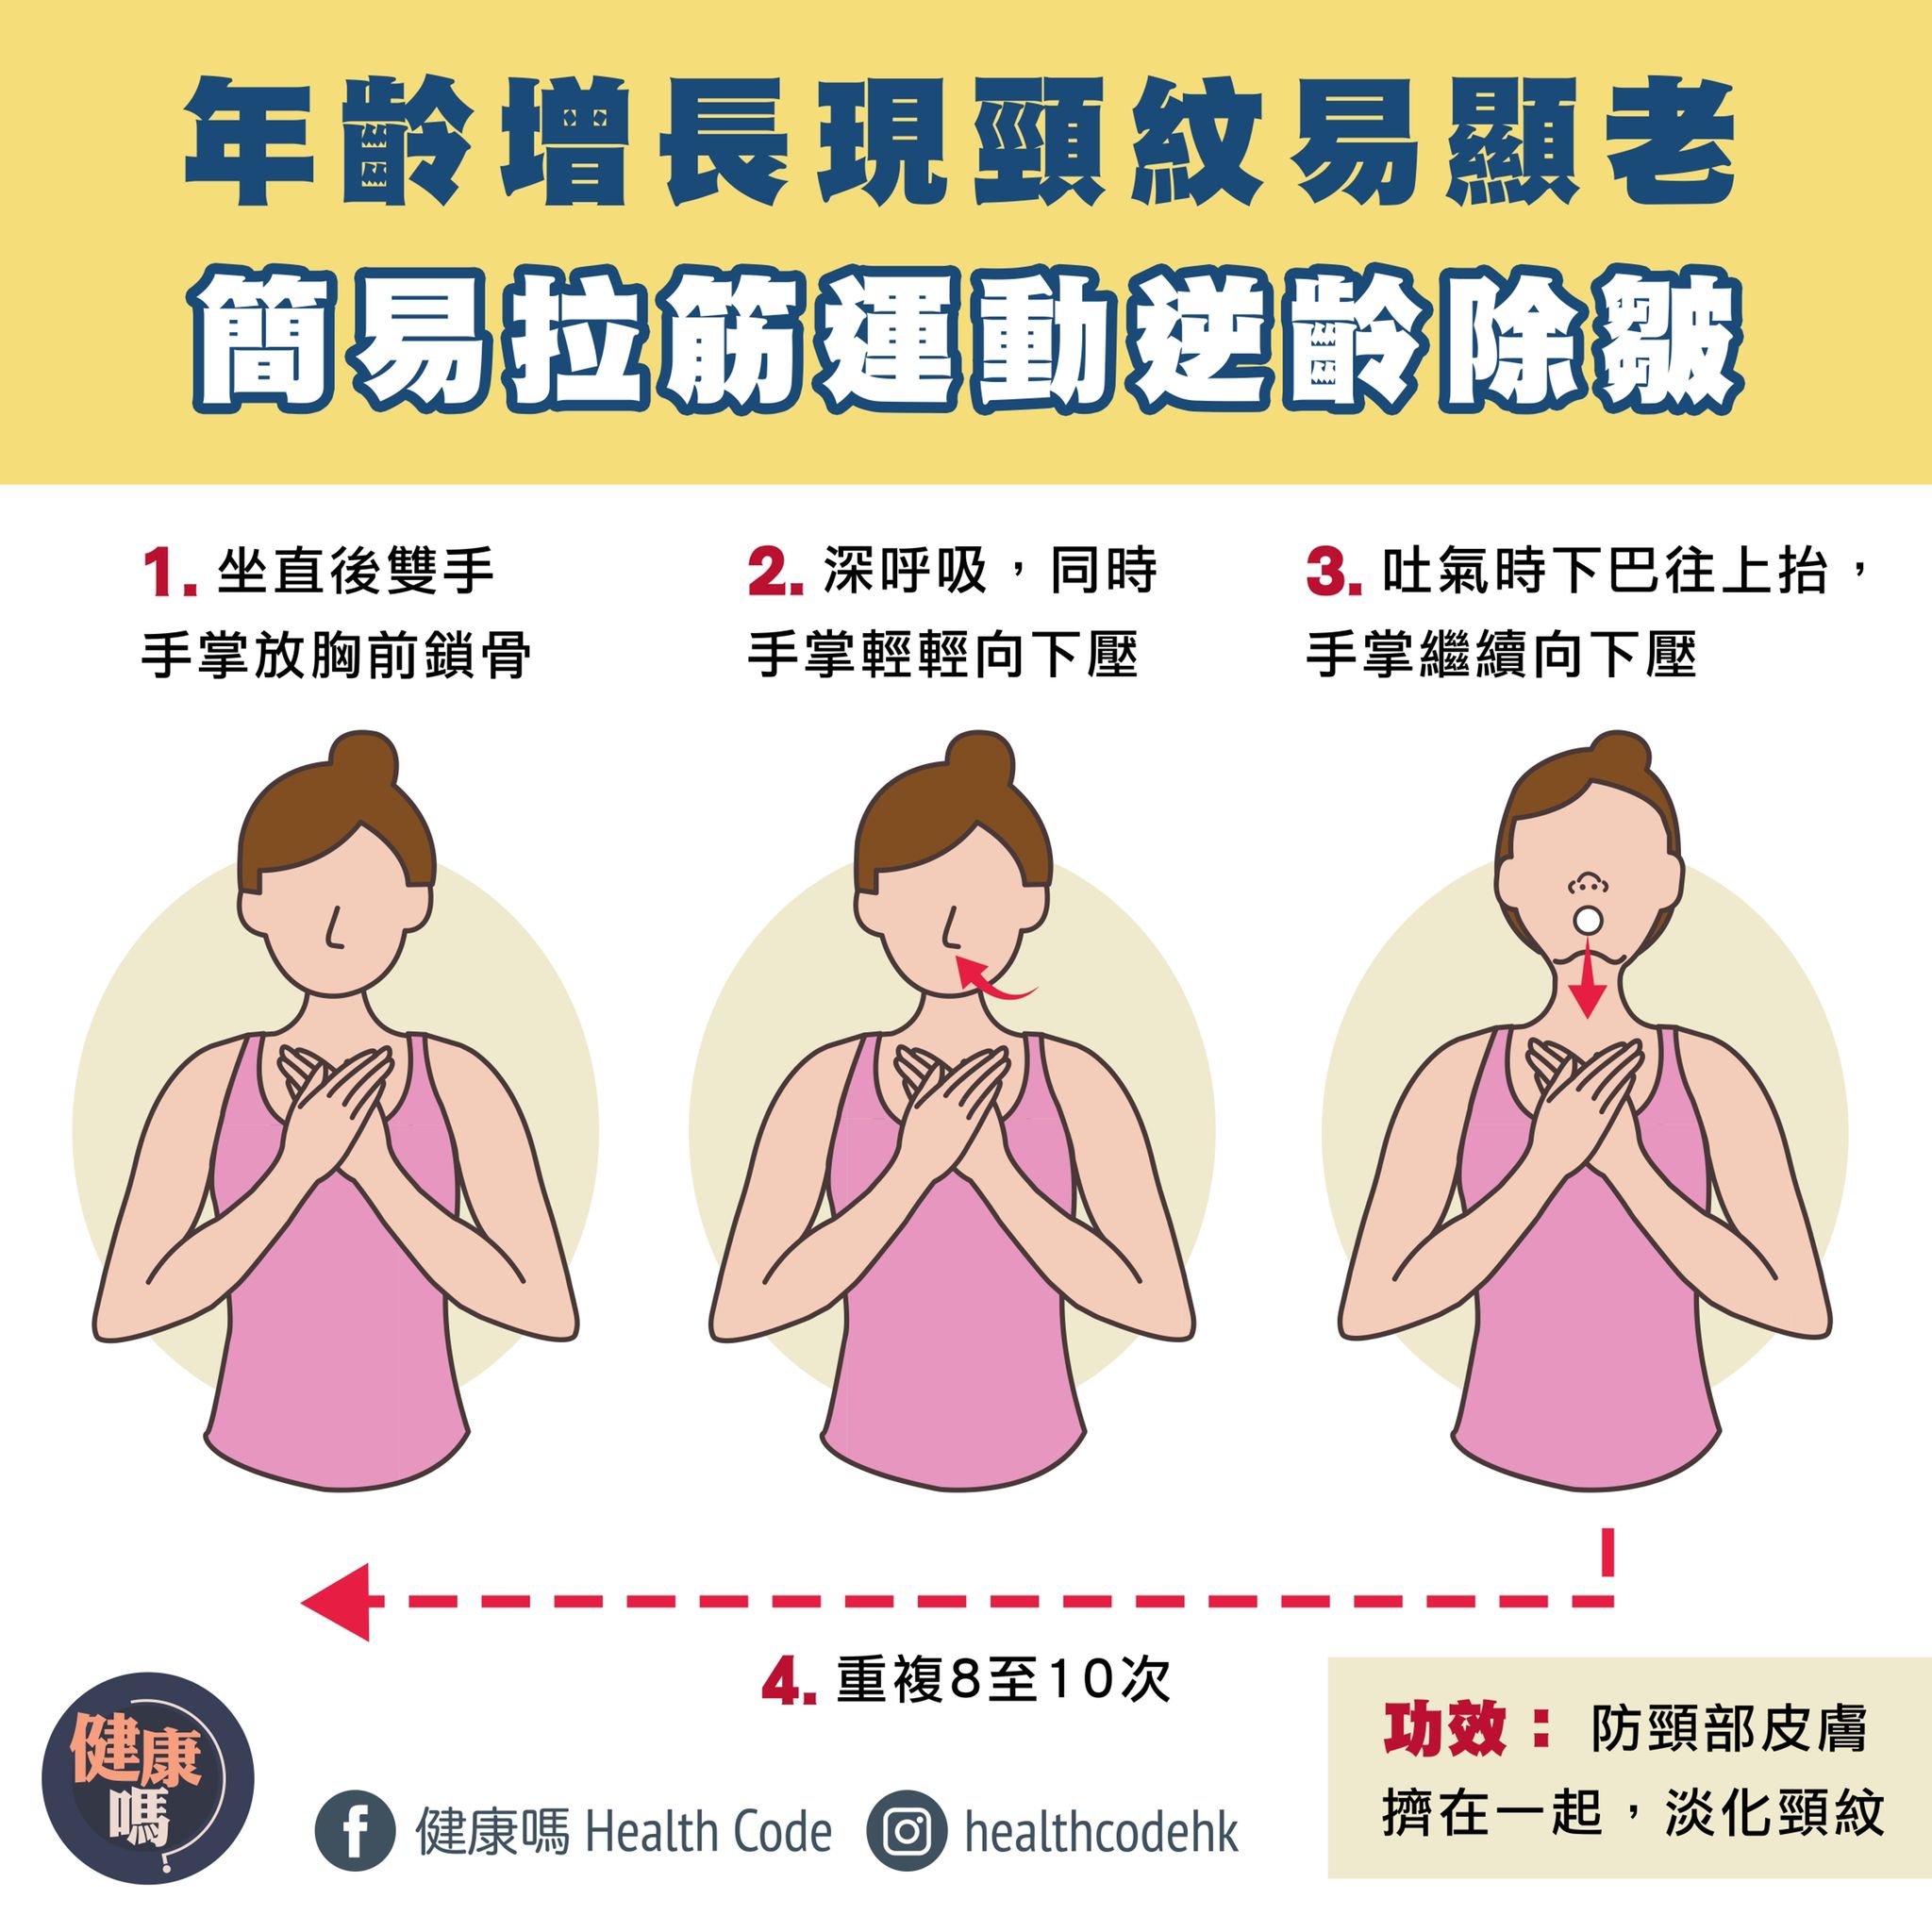 年齡增長現頸紋易顯老
簡易拉筋運動逆齡除皺
1. 坐直後雙手
手掌放胸前鎖骨
2. 深呼吸，同時
手掌輕輕向下壓
3. 吐氣時下巴往上抬，
手掌繼續向下壓
4. 重複8至10次
功效：防頸部皮膚
擠在一起，淡化頸紋
健康
嗎
健康嗎 Health Code
healthcodehk